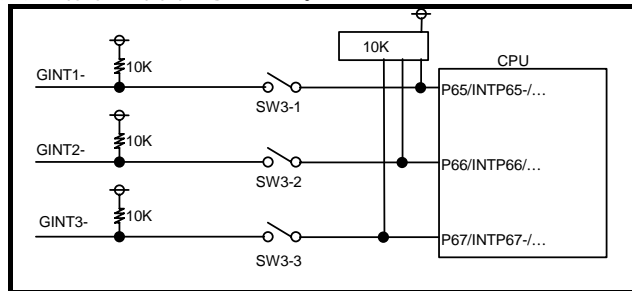 10K
CPU
GINT1-
10K
P65/INTP65-/…
SW3-1
10K
GINT2-
P66/INTP66/…
SW3-2
GINT3-
10K
P67/INTP67-/…
SW3-3